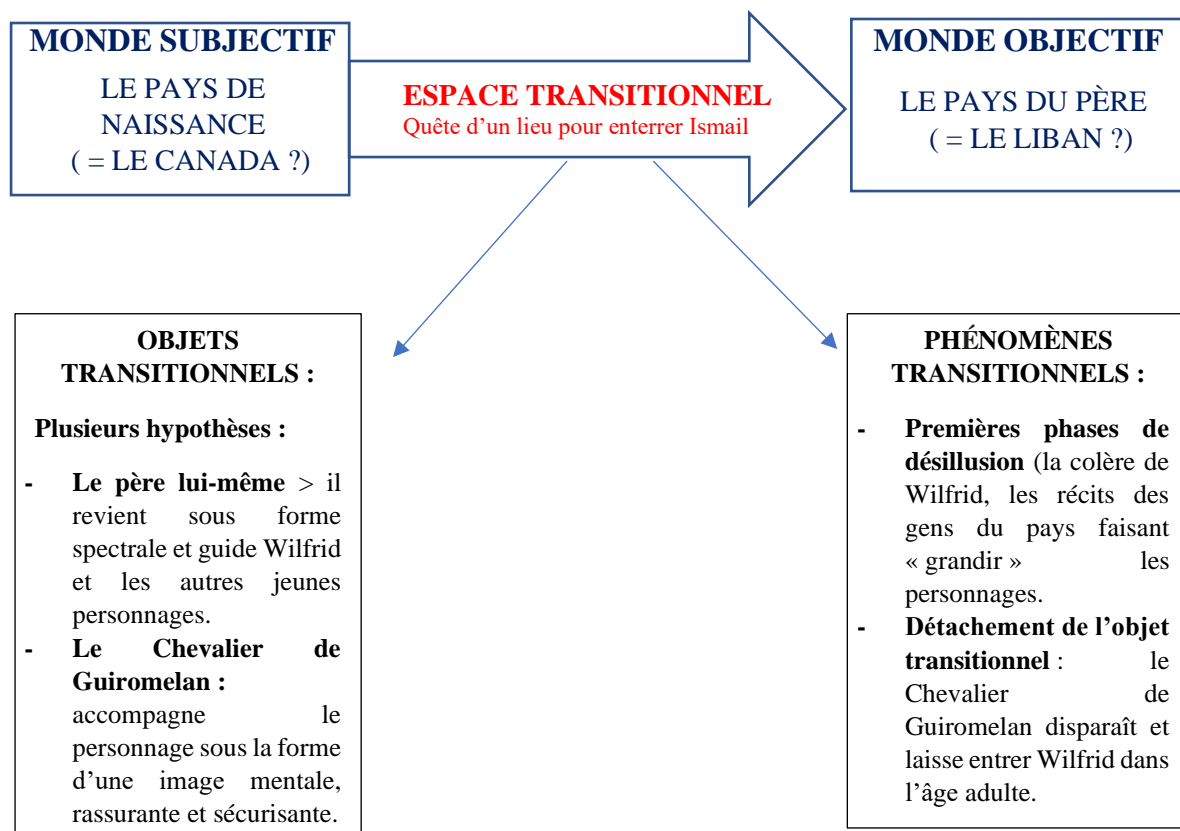 MONDE SUBJECTIF
LE PAYS DE
NAISSANCE
( = LE CANADA ?)
ESPACE TRANSITIONNEL
Quête d’un lieu pour enterrer Ismail
MONDE OBJECTIF
LE PAYS DU PÈRE
( = LE LIBAN ?)
OBJETS
TRANSITIONNELS :
Plusieurs hypothèses :
- Le père lui-même > il
revient sous forme
spectrale et guide Wilfrid
et les autres jeunes
personnages.
- Le Chevalier de
Guiromelan :
accompagne le
personnage sous la forme
d’une image mentale,
rassurante et sécurisante.
PHÉNOMÈNES
TRANSITIONNELS :
- Premières phases de
désillusion (la colère de
Wilfrid, les récits des
gens du pays faisant
« grandir » les
personnages.
- Détachement de l’objet
transitionnel : le
Chevalier de
Guiromelan disparaît et
laisse entrer Wilfrid dans
l’âge adulte.